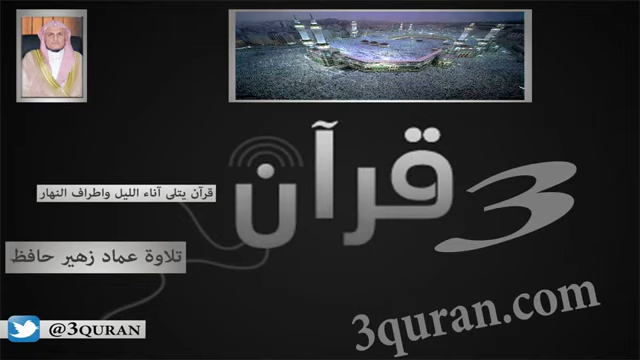 قرآن 3
قرآن يتلى آناء الليل واطراف النهار
تلاوة عماد زهير حافظ
3quran.com
@3QURAN